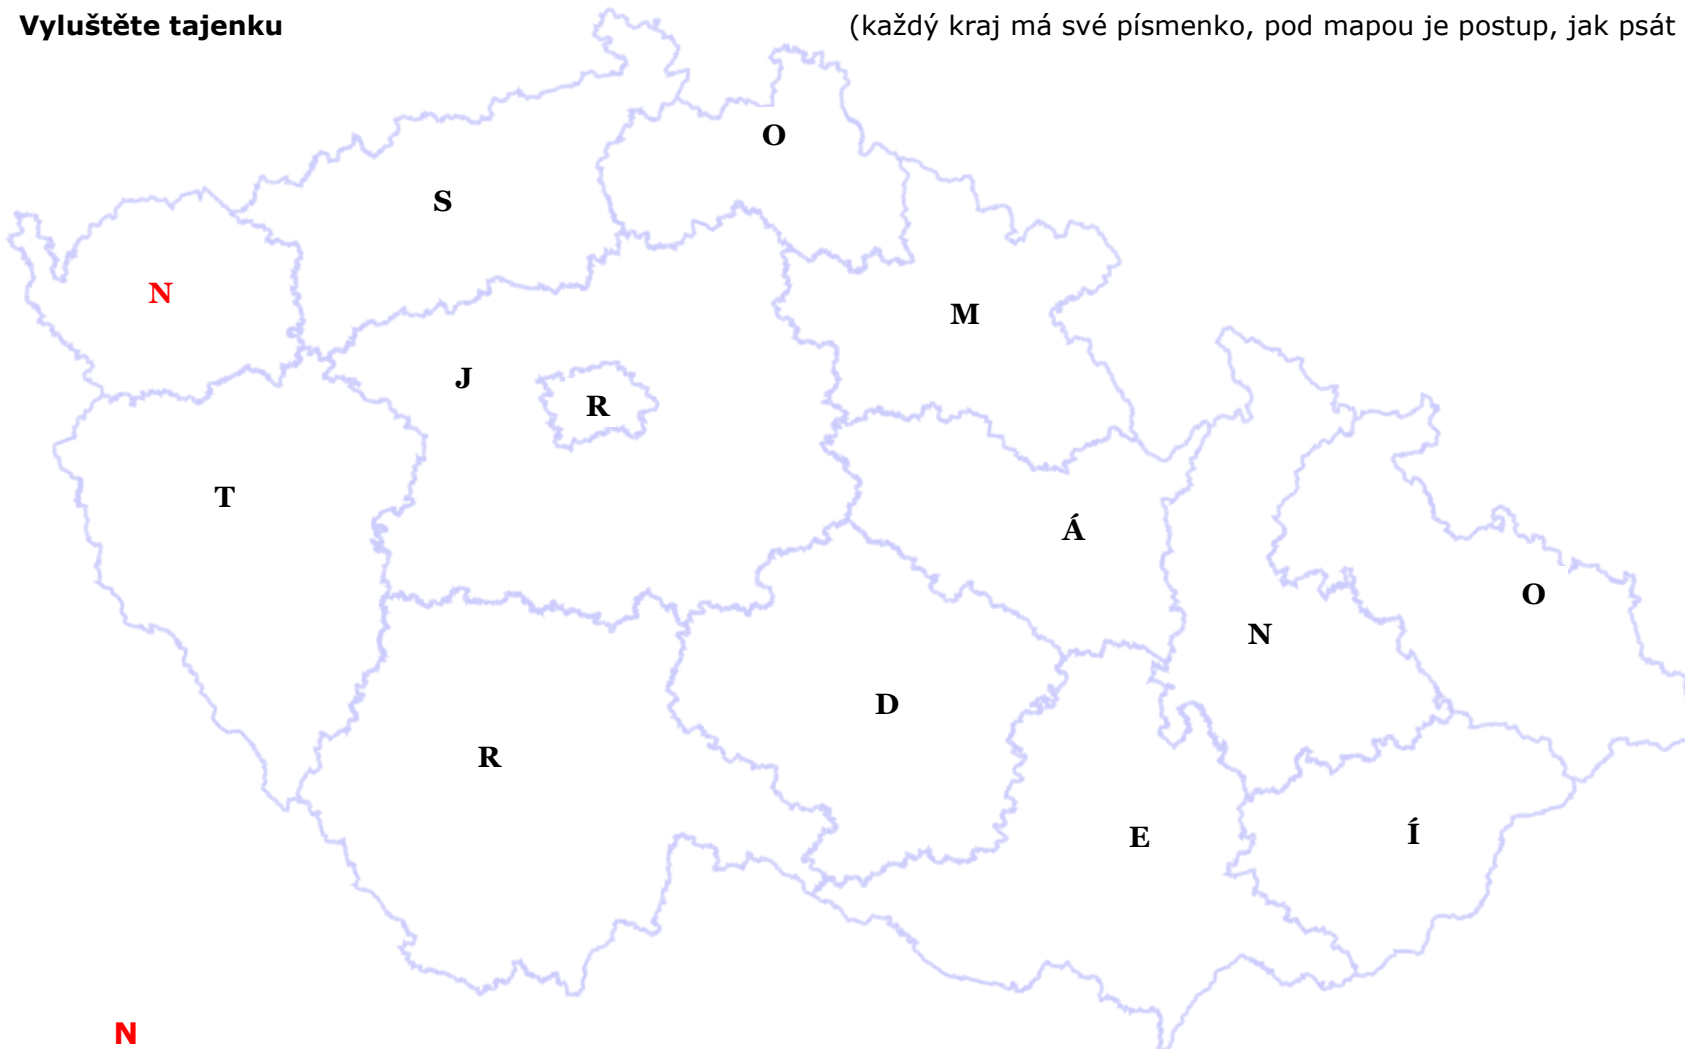 Vyluštěte tajenku (každý kraj má své písmenko, pod mapou je postup, jak psát
O
S
N
M
J
R
T
Á
O
N
D
R
E
Í
N